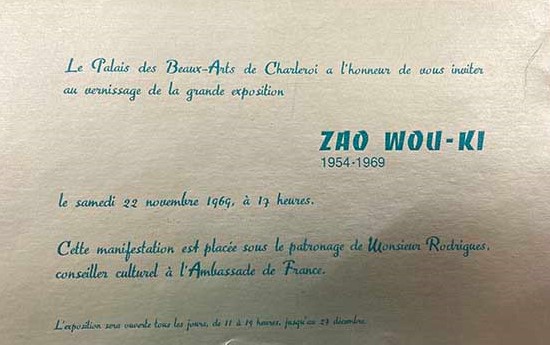 Le Palais des Beaux-Arts de Charleroi a l'honneur de vous inviter
au vernissage de la grande exposition
ZAO WOU-KI
1954-1969
le samedi 22 novembre 1969, à 17 heures.
Cette manifestation est placée sous le patronage de Monsieur Rodrigues,
conseiller culturel à l'Ambassade de France.
L'exposition sera ouverte tous les jours, de 11 à 19 heures, jusqu'au 27 décembre.